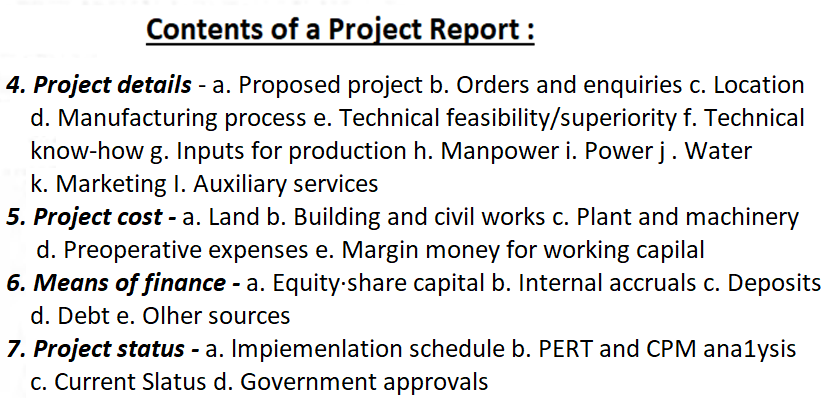 Contents of a Project Report :
4. Project details - a. Proposed project b. Orders and enquiries c. Location
d. Manufacturing process e. Technical feasibility/superiority f. Technical
know-how g. Inputs for production h. Manpower i. Power j . Water
k. Marketing I. Auxiliary services
5. Project cost - a. Land b. Building and civil works c. Plant and machinery
d. Preoperative expenses e. Margin money for working capilal
6. Means of finance - a. Equity·share capital b. Internal accruals c. Deposits
d. Debt e. Olher sources
7. Project status - a. Impiemenlation schedule b. PERT and CPM ana1ysis
c. Current Slatus d. Government approvals